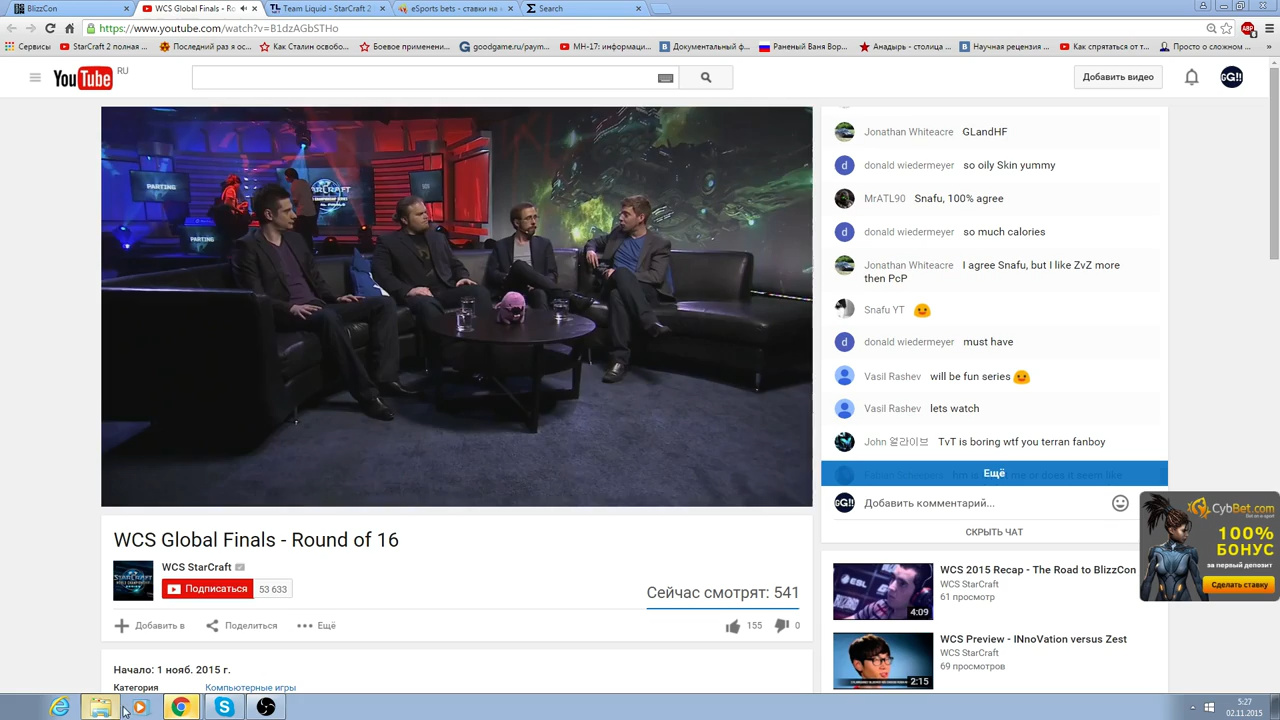 BlizzCon
WCS Global Finals - Ro
Team Liquid - StarCraft 2
eSports bets - ставки на
Search
https://www.youtube.com/watch?v=B1dzAGbSTHo
Сервисы
StarCraft 2 полная ...
Последний раз я ос...
Как Сталин освобо...
Боевое применени...
goodgame.ru/paym...
МН-17: информаци...
Документальный ф...
Раненый Ваня Вор...
Анадырь - столица ...
Научная рецензия ...
Как спрятаться от т...
Просто о сложном ...
YouTube RU
Добавить видео
GG!!
PARTING
STARCRAFT
PARTING
Jonathan Whiteacre GLandHF
donald wiedermeyer so oily Skin yummy
MrATL90 Snafu, 100% agree
donald wiedermeyer so much calories
Jonathan Whiteacre I agree Snafu, but I like ZvZ more
then PcP
Snafu YT
donald wiedermeyer must have
Vasil Rashev will be fun series
Vasil Rashev lets watch
John 얼라이브 TvT is boring wtf you terran fanboy
Ещё
Добавить комментарий...
СКРЫТЬ ЧАТ
WCS Global Finals - Round of 16
WCS StarCraft
Подписаться 53 633
Сейчас смотрят: 541
Добавить в Поделиться Ещё 155 0
Начало: 1 нояб. 2015 г.
Категория Компьютерные игры
WCS 2015 Recap - The Road to BlizzCon
WCS StarCraft
61 просмотр
4:09
WCS Preview - INnoVation versus Zest
WCS StarCraft
69 просмотров
2:15
CybBet.com
100%
БОНУС
за первый депозит
Сделать ставку
5:27
02.11.2015